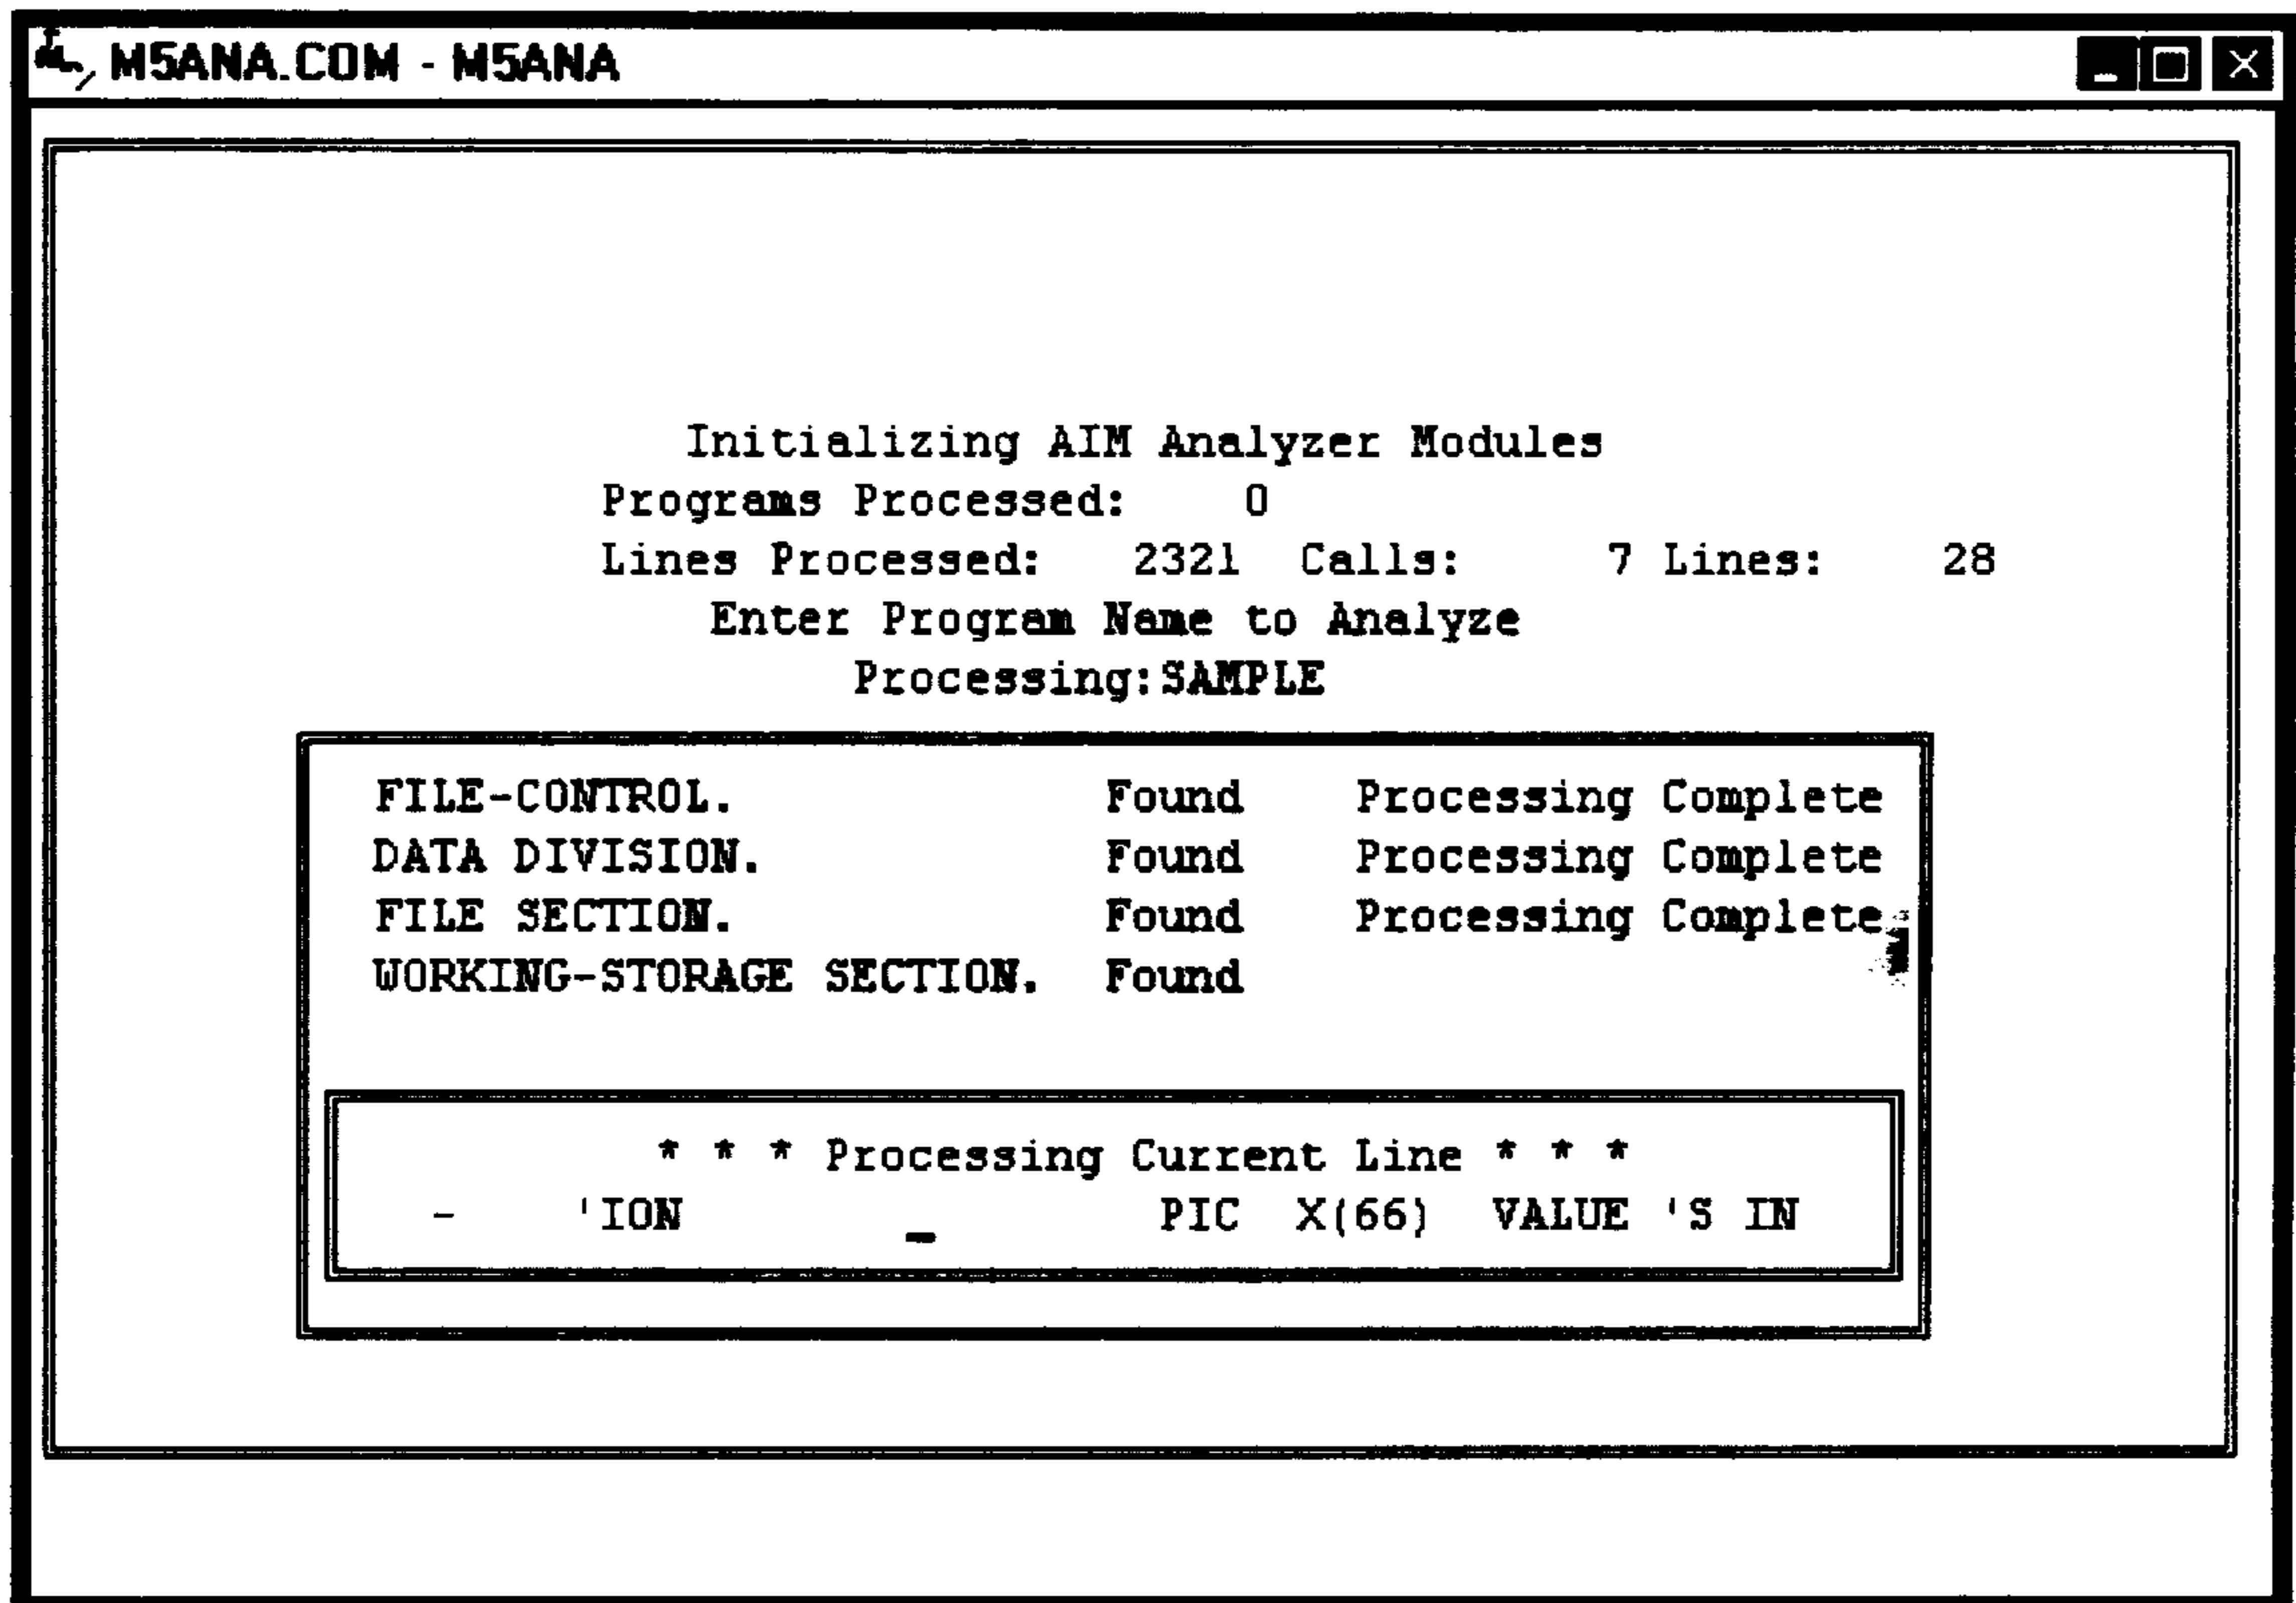 M5ANA.COM - M5ANA
Initializing AIM Analyzer Modules
Programs Processed: 0
Lines Processed: 2321 Calls: 7 Lines: 28
Enter Program Name to Analyze
Processing:SAMPLE
FILE-CONTROL. Found Processing Complete
DATA DIVISION. Found Processing Complete
FILE SECTION. Found Processing Complete
WORKING-STORAGE SECTION. Found
* * * Processing Current Line * * *
- 'ION _ PIC X(66) VALUE 'S IN